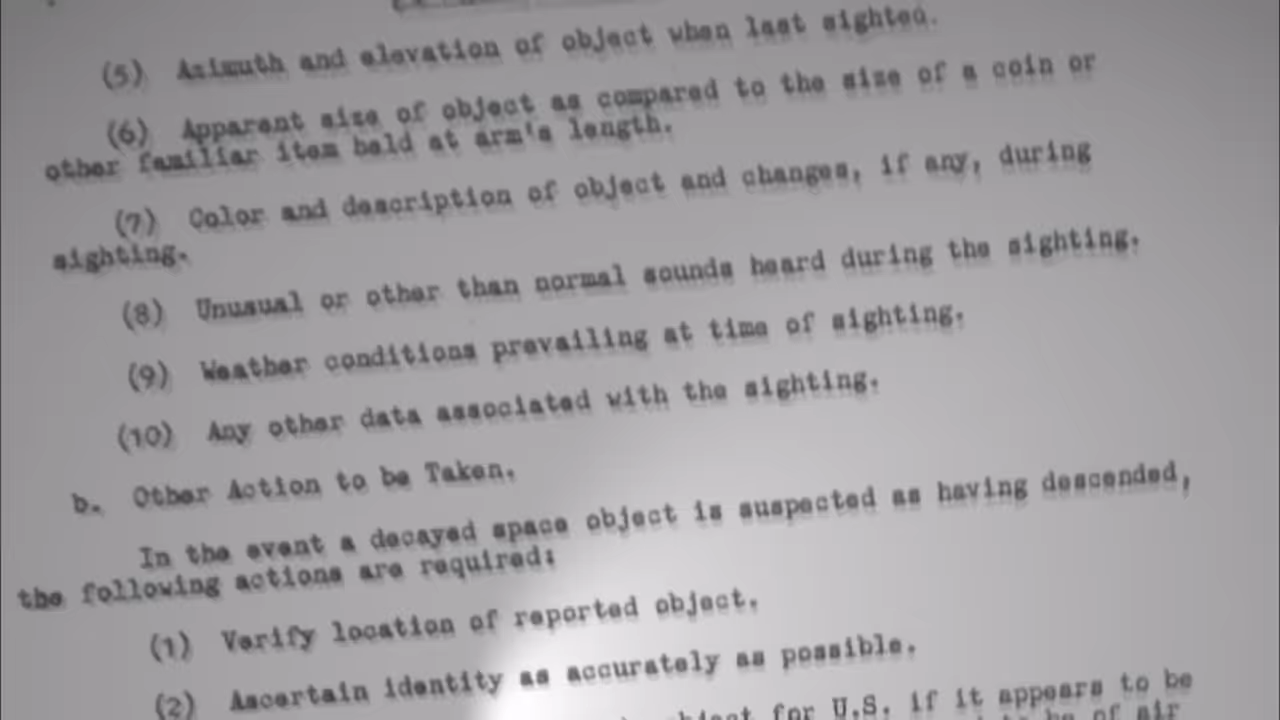 (5) Azimuth and elevation of object when last sighted.
(6) Apparent size of object as compared to the size of a coin or
other familiar item held at arm's length.
(7) Color and description of object and changes, if any, during
sighting.
(8) Unusual or other than normal sounds heard during the sighting.
(9) Weather conditions prevailing at time of sighting.
(10) Any other data associated with the sighting.
b. Other Action to be Taken.
In the event a decayed space object is suspected as having descended,
the following actions are required:
(1) Verify location of reported object.
(2) Ascertain identity as accurately as possible.
object for U.S. if it appears to be
be of air